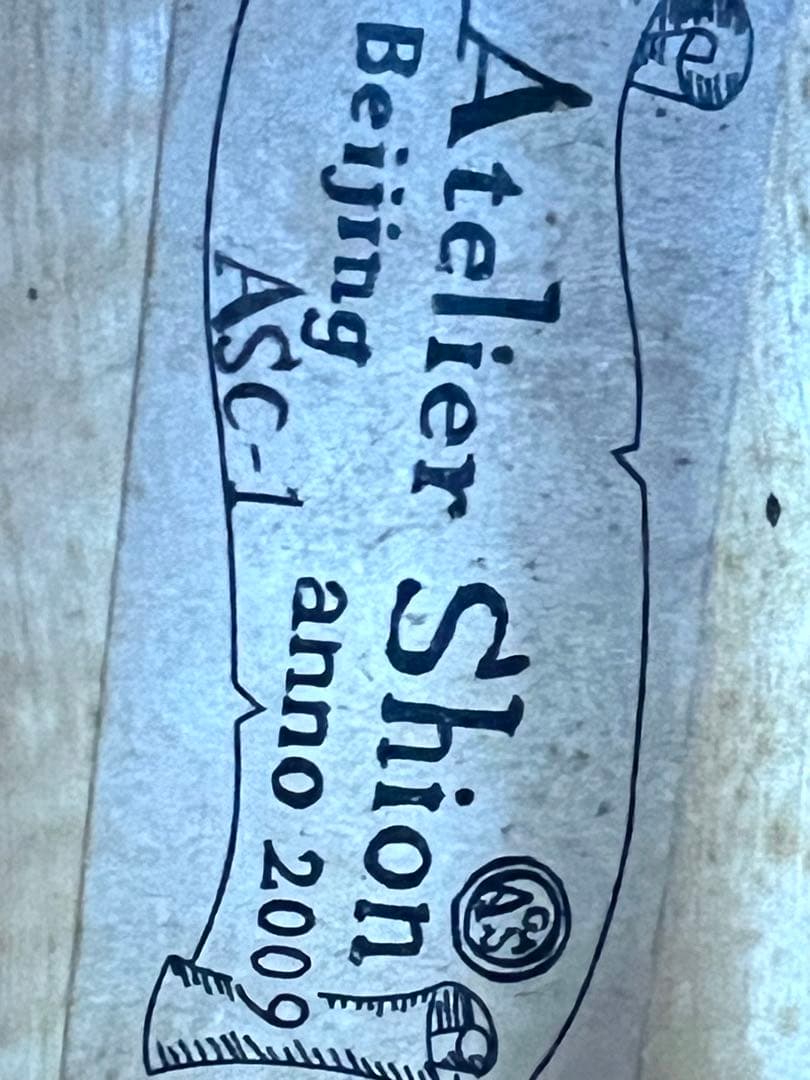 Atelier Shion
Beijing anno 2009
ASC-1